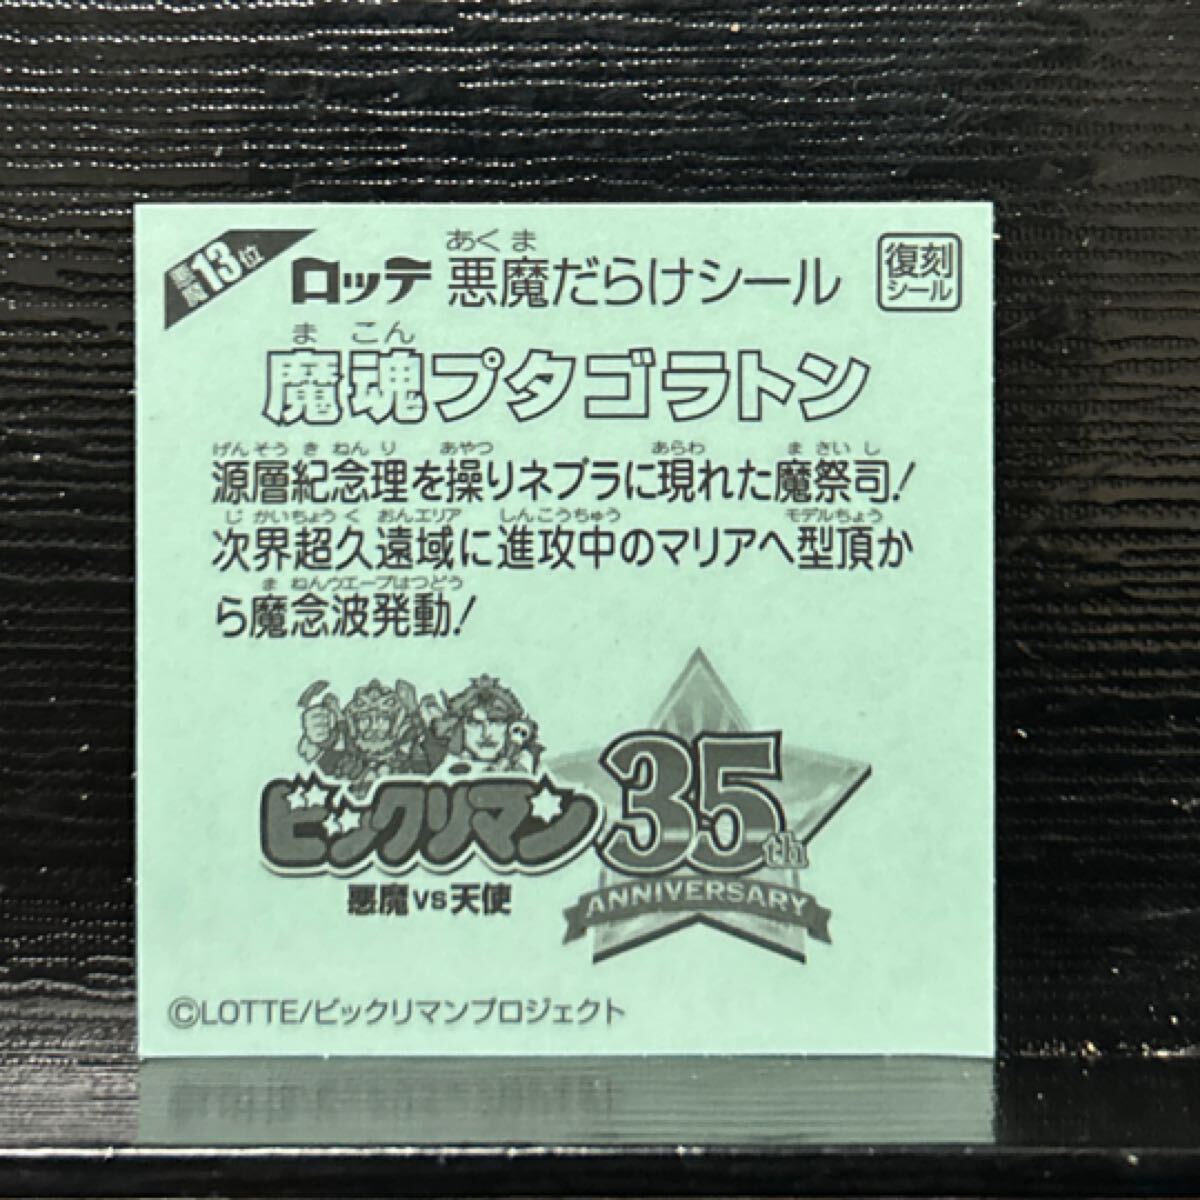 悪魔13位
ロッテ 悪魔だらけシール
あくま
復刻
シール
まこん
魔魂プタゴラトン
げんそうきねんり あやつ あらわ まさいし
源層紀念理を操りネブラに現れた魔祭司!
じかいちょうくおんエリア しんこうちゅう モデルちょう
次界超久遠域に進攻中のマリアへ型頂か
まねんウエーブはつどう
ら魔念波発動!
ビックリマン
悪魔VS天使
35th
ANNIVERSARY
©LOTTE/ビックリマンプロジェクト